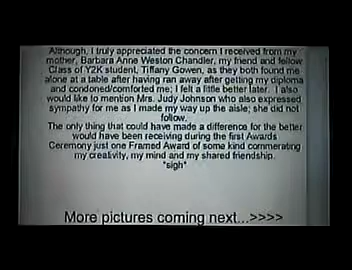 Although, I truly appreciated the concern I received from my
mother, Barbara Anne Weston Chandler, my friend and fellow
Class of Y2K student, Tiffany Gowen, as they both found me
alone at a table after having ran away after getting my diploma
and condoned/comforted me; I felt a little better later. I also
would like to mention Mrs. Judy Johnson who also expressed
sympathy for me as I made my way up the aisle; she did not
follow.
The only thing that could have made a difference for the better
would have been receiving during the first Awards
Ceremony just one Framed Award of some kind commerating
my creativity, my mind and my shared friendship.
*sigh*
More pictures coming next...>>>>